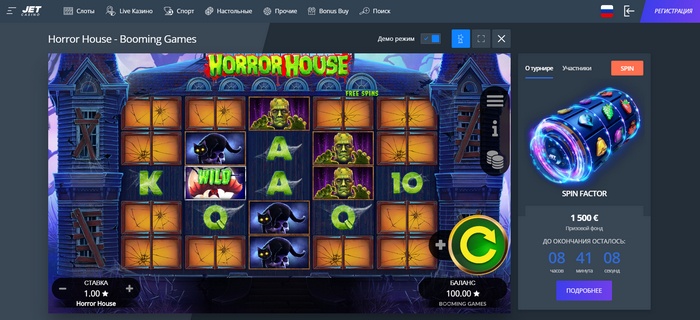 JET
CASINO
Слоты
Live Казино
Спорт
Настольные
Прочие
Bonus Buy
Поиск
РЕГИСТРАЦИЯ
Horror House - Booming Games
Демо режим
HORROR HOUSE
FREE SPINS
A
K
WILD
A
10
Q
Q
СТАВКА
1.00
Horror House
БАЛАНС
100.00
BOOMING GAMES
О турнире
Участники
SPIN
SPIN FACTOR
1 500 €
Призовой фонд
ДО ОКОНЧАНИЯ ОСТАЛОСЬ:
08 41 08
часов минута секунд
ПОДРОБНЕЕ